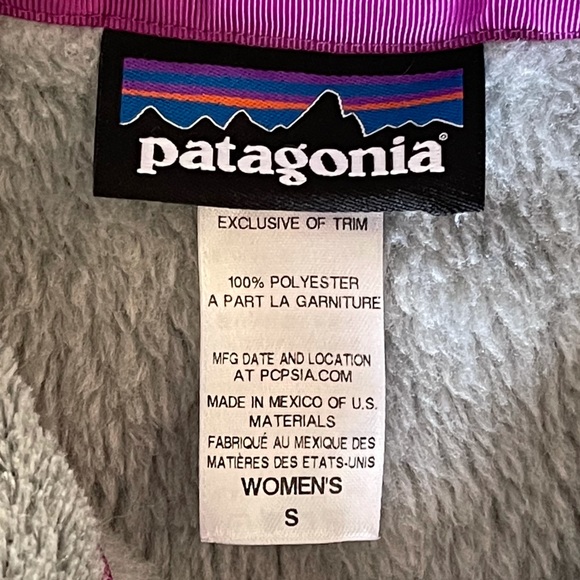 patagonia®
EXCLUSIVE OF TRIM
100% POLYESTER
A PART LA GARNITURE
MFG DATE AND LOCATION
AT PCPSIA.COM
MADE IN MEXICO OF U.S.
MATERIALS
FABRIQUÉ AU MEXIQUE DES
MATIÈRES DES ETATS-UNIS
WOMEN'S
S